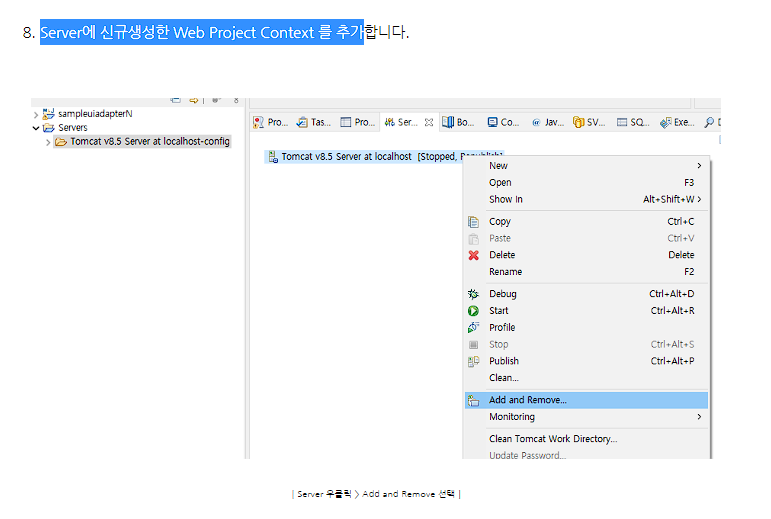 8. Server에 신규생성한 Web Project Context 를 추가합니다.
sampleuiadapterN
Servers
Tomcat v8.5 Server at localhost-config
Pro... Tas... Pro... Ser... Bo... Co... Jav... SV... SQ... Exe...
Tomcat v8.5 Server at localhost [Stopped, Republish]
New
Open F3
Show In Alt+Shift+W
Copy Ctrl+C
Paste Ctrl+V
Delete Delete
Rename F2
Debug Ctrl+Alt+D
Start Ctrl+Alt+R
Profile
Stop Ctrl+Alt+S
Publish Ctrl+Alt+P
Clean...
Add and Remove...
Monitoring
Clean Tomcat Work Directory...
Update Password...
| Server 우클릭 > Add and Remove 선택 |